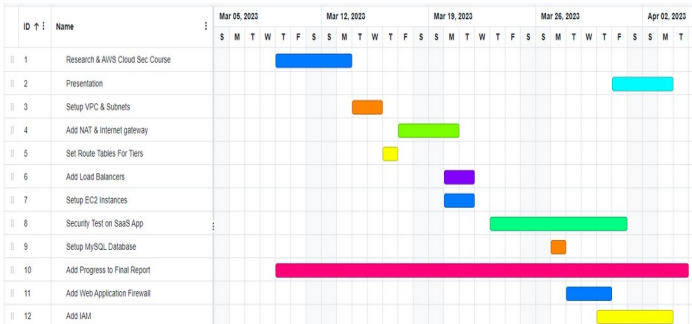 Mar 05, 2023 Mar 12, 2023 Mar 19, 2023 Mar 26, 2023 Apr 02, 2023
ID ↑ ⋮ Name ⋮ S M T W T F S S M T W T F S S M T W T F S S M T W T F S S M T
1 Research & AWS Cloud Sec Course
2 Presentation
3 Setup VPC & Subnets
4 Add NAT & Internet gateway
5 Set Route Tables For Tiers
6 Add Load Balancers
7 Setup EC2 Instances
8 Security Test on SaaS App
9 Setup MySQL Database
10 Add Progress to Final Report
11 Add Web Application Firewall
12 Add IAM